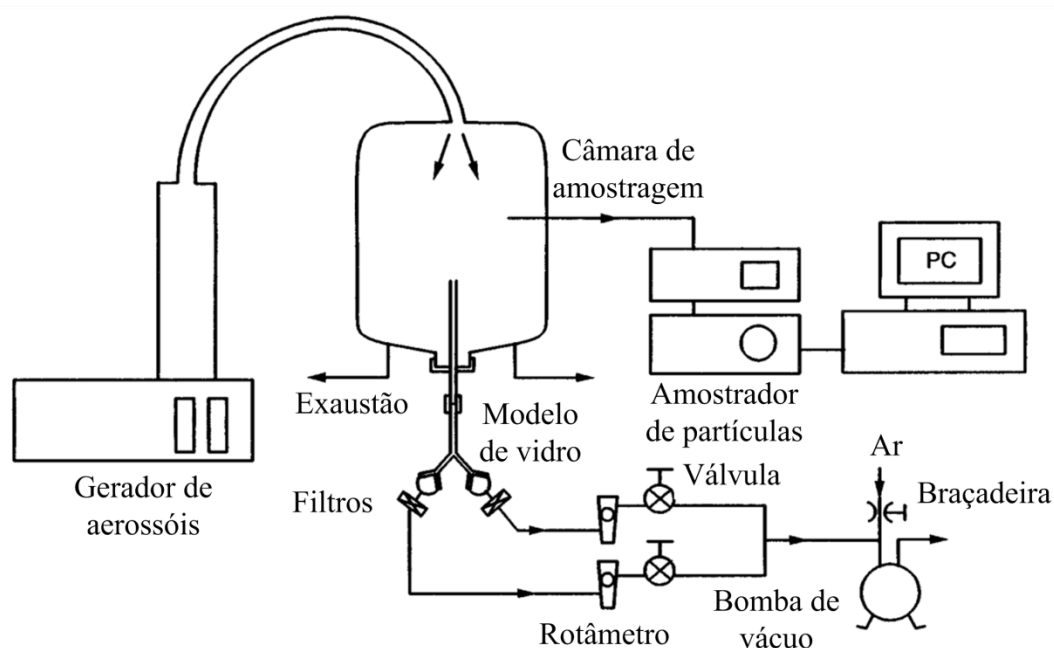 Câmara de
amostragem
PC
Exaustão
Modelo
de vidro
Amostrador
de partículas
Gerador de
aerossóis
Filtros
Válvula
Ar
Braçadeira
Rotâmetro
Bomba de
vácuo